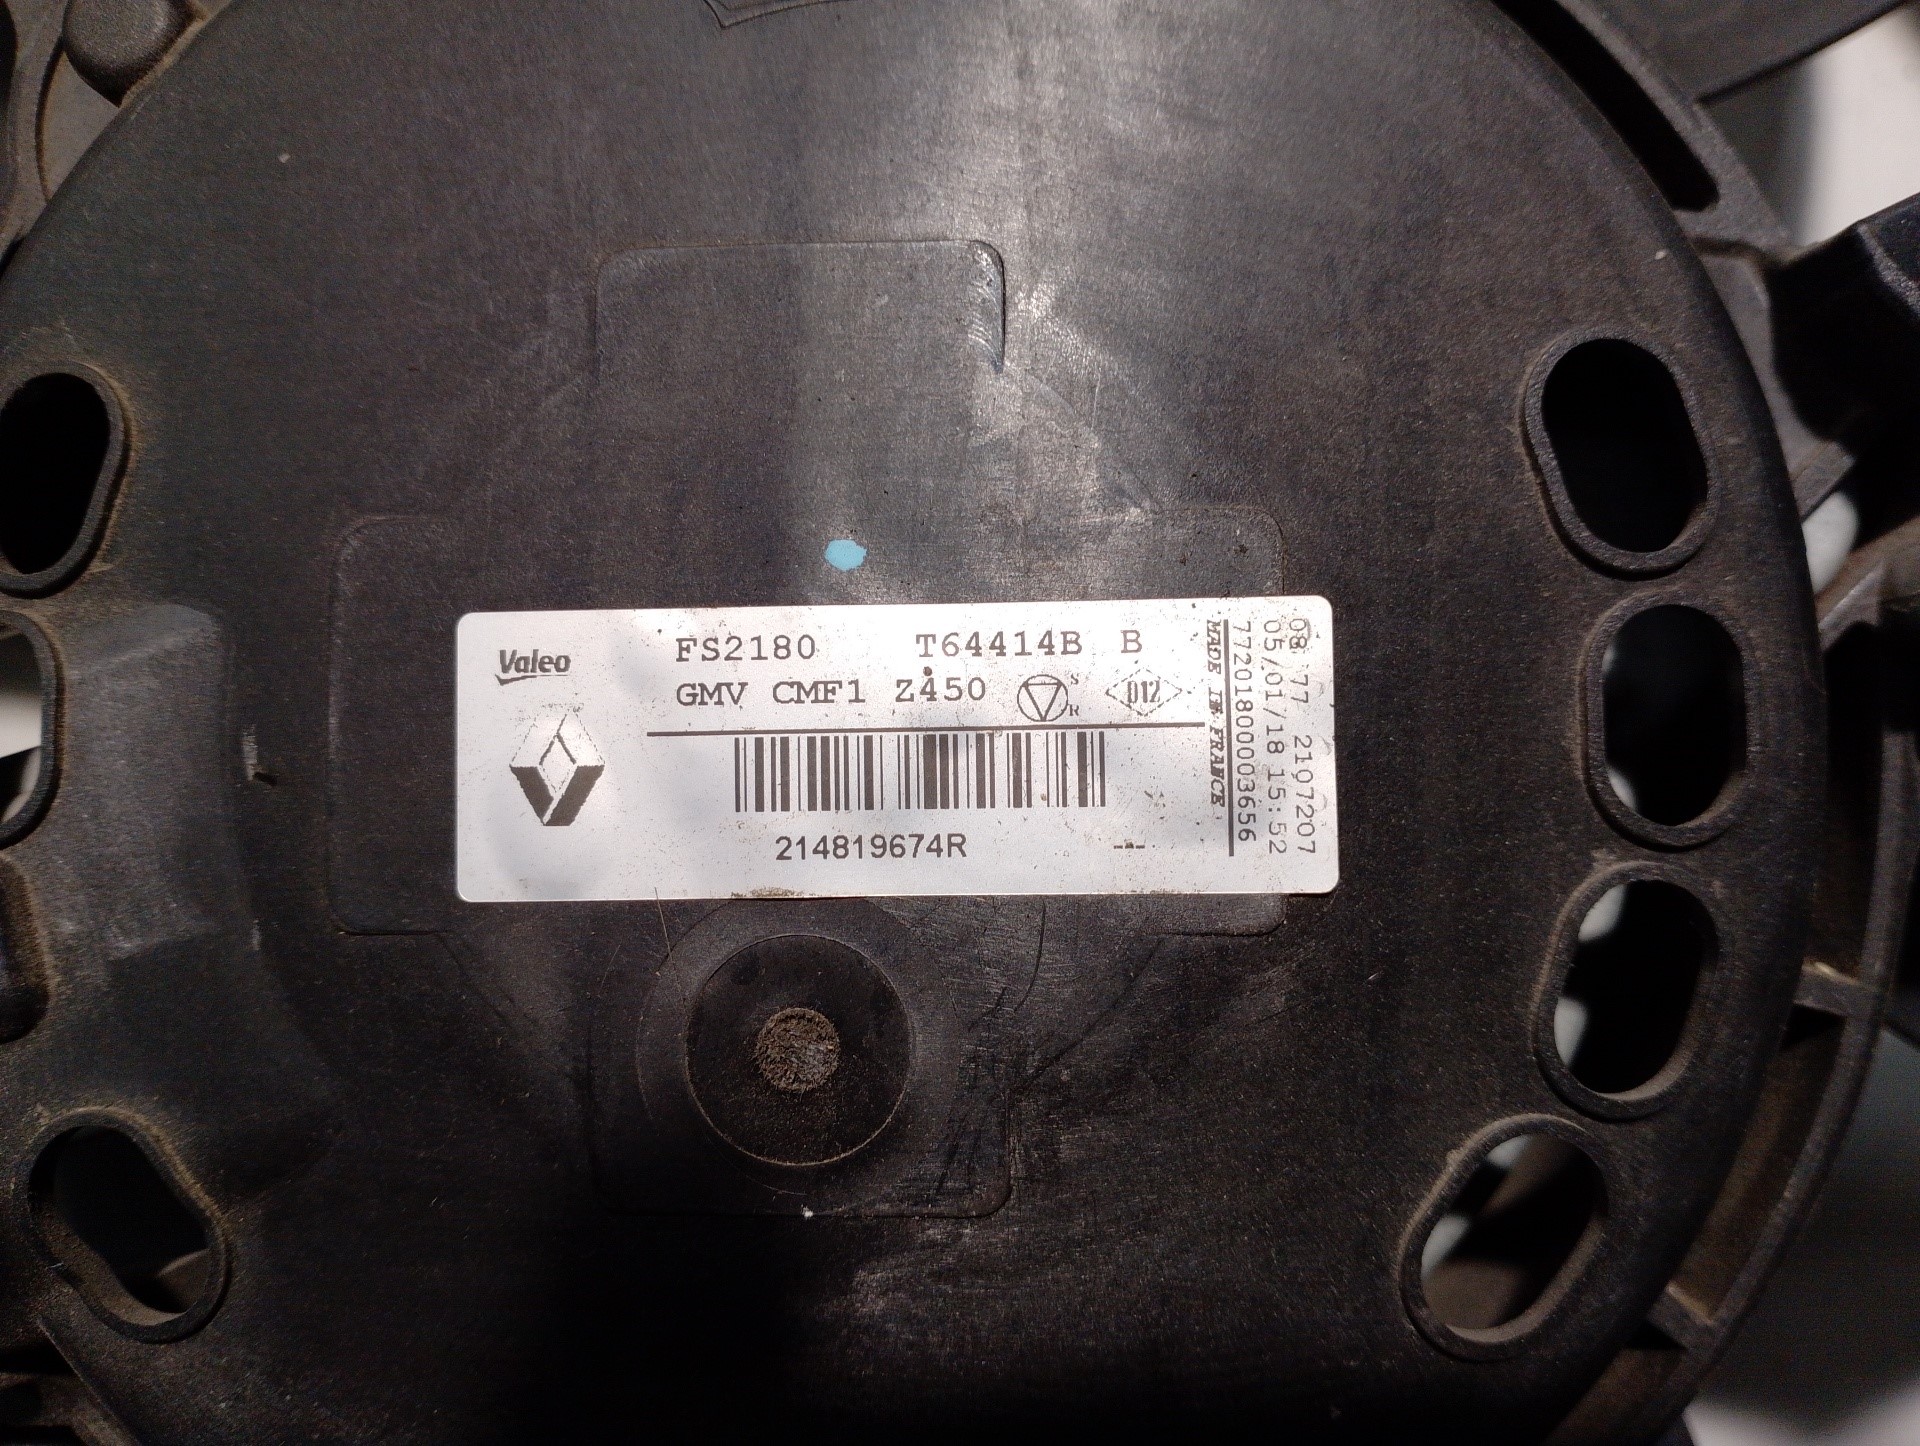 Valeo
FS2180 T64414B B
GMV CMF1 Z450 S R D12
214819674R ---
MADE IN FRANCE
77201800003656
05/01/18 15:52
08 77 2107207